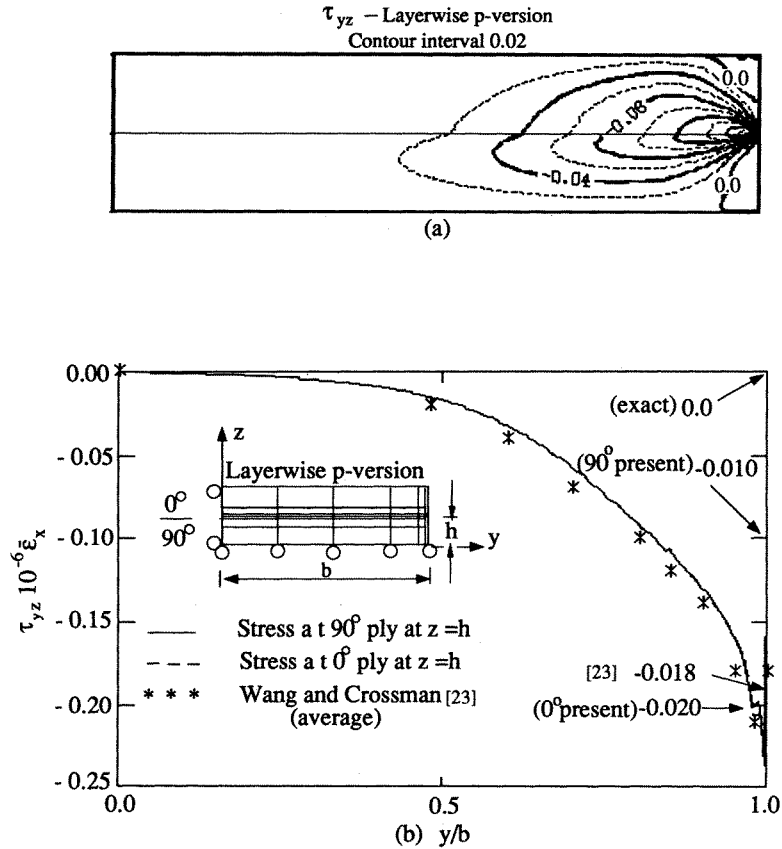 τyz – Layerwise p-version
Contour interval 0.02
0.0
-0.08
-0.04
0.0
(a)
0.00
- 0.05
- 0.10
- 0.15
- 0.20
- 0.25
τyz 10⁻⁶ ε̄x
(exact) 0.0
(90° present) -0.010
z
Layerwise p-version
0°
90°
h
y
b
Stress a t 90° ply at z =h
Stress a t 0° ply at z =h
* * * Wang and Crossman [23]
(average)
[23] -0.018
(0° present) -0.020
0.0
0.5
1.0
(b) y/b